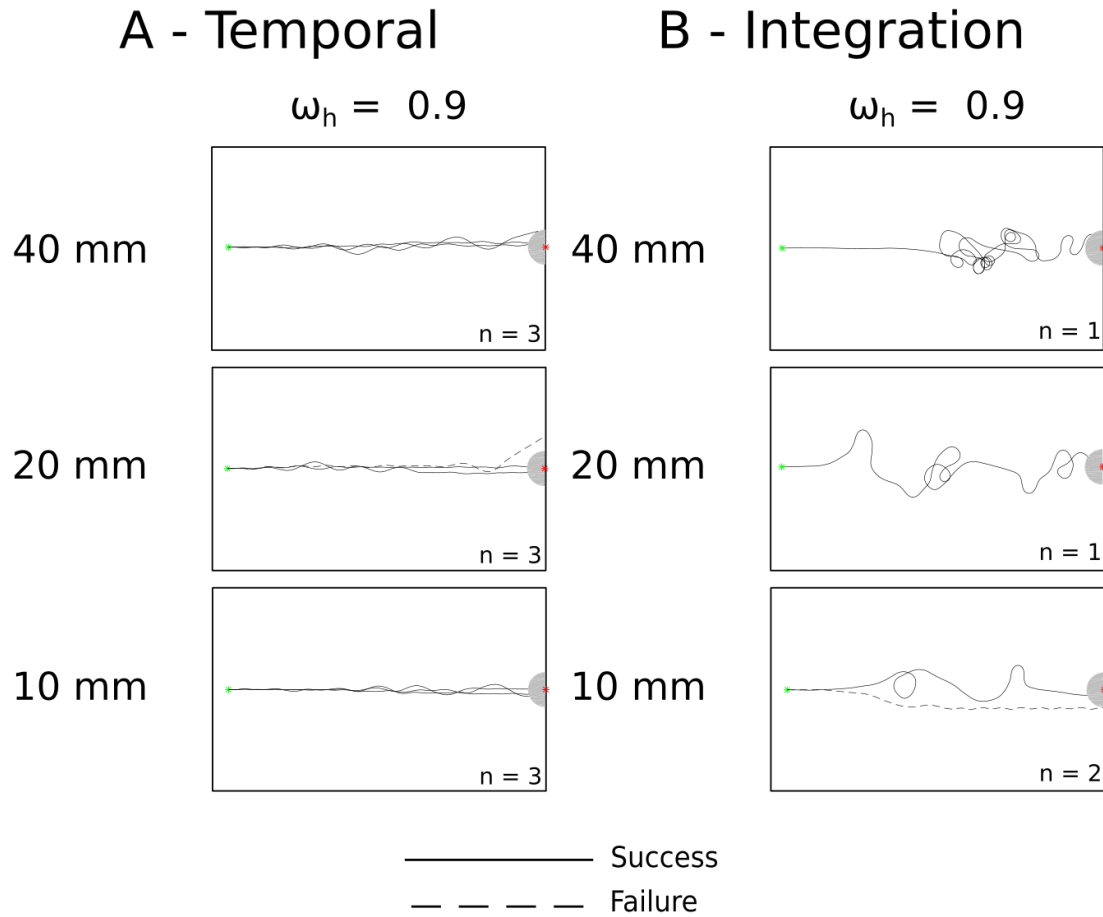 A - Temporal
ωh = 0.9
40 mm
n = 3
20 mm
n = 3
10 mm
n = 3
B - Integration
ωh = 0.9
40 mm
n = 1
20 mm
n = 1
10 mm
n = 2
Success
Failure